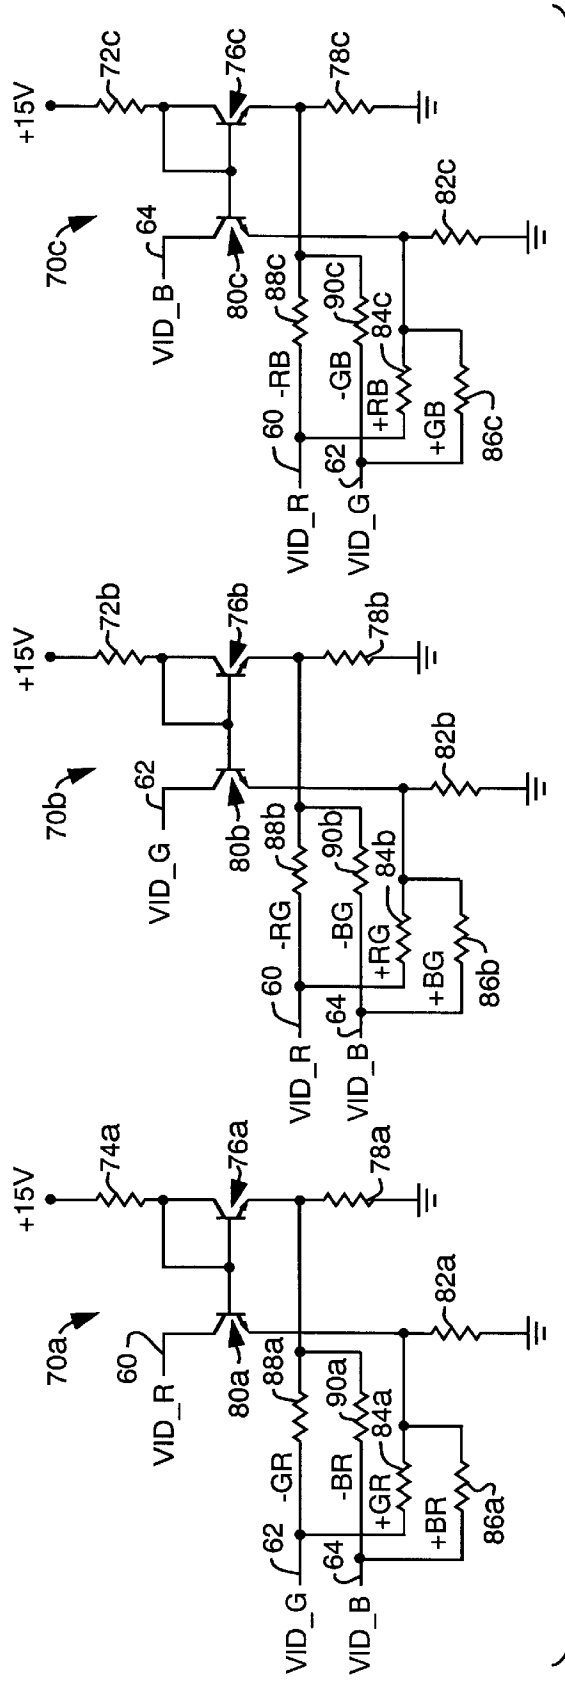 70a
+15V
74a
VID_R
60
80a
76a
VID_G
62
-GR
88a
78a
VID_B
64
-BR
90a
+GR
84a
82a
+BR
86a
70b
+15V
72b
VID_G
62
80b
76b
VID_R
60
-RG
88b
78b
VID_B
64
-BG
90b
+RG
84b
82b
+BG
86b
70c
+15V
72c
VID_B
64
80c
76c
VID_R
60
-RB
88c
78c
VID_G
62
-GB
90c
+RB
84c
82c
+GB
86c